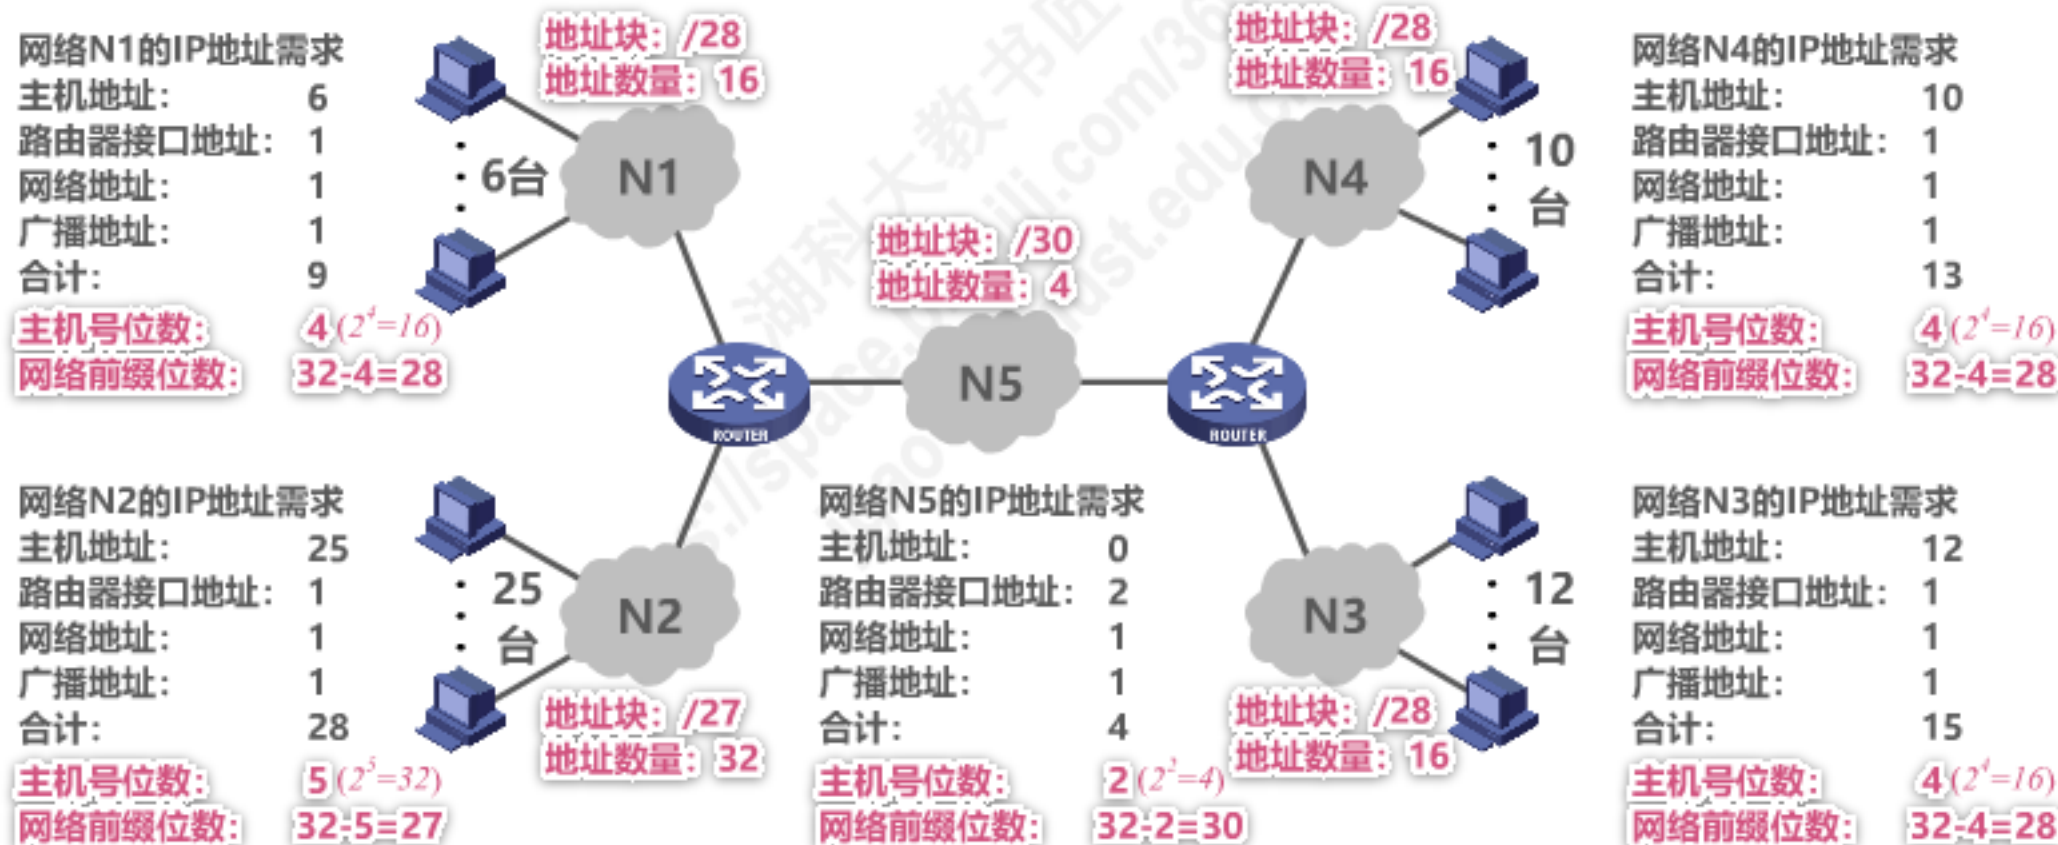 网络N1的IP地址需求
主机地址： 6
路由器接口地址： 1
网络地址： 1
广播地址： 1
合计： 9
主机号位数： 4 (2^4=16)
网络前缀位数： 32-4=28
地址块：/28
地址数量：16
6台
N1
地址块：/28
地址数量：16
10
台
N4
网络N4的IP地址需求
主机地址： 10
路由器接口地址： 1
网络地址： 1
广播地址： 1
合计： 13
主机号位数： 4 (2^4=16)
网络前缀位数： 32-4=28
地址块：/30
地址数量：4
N5
ROUTER
ROUTER
网络N2的IP地址需求
主机地址： 25
路由器接口地址： 1
网络地址： 1
广播地址： 1
合计： 28
主机号位数： 5 (2^5=32)
网络前缀位数： 32-5=27
25
台
N2
地址块：/27
地址数量：32
网络N5的IP地址需求
主机地址： 0
路由器接口地址： 2
网络地址： 1
广播地址： 1
合计： 4
主机号位数： 2 (2^2=4)
网络前缀位数： 32-2=30
N3
12
台
地址块：/28
地址数量：16
网络N3的IP地址需求
主机地址： 12
路由器接口地址： 1
网络地址： 1
广播地址： 1
合计： 15
主机号位数： 4 (2^4=16)
网络前缀位数： 32-4=28
湖科大教书匠